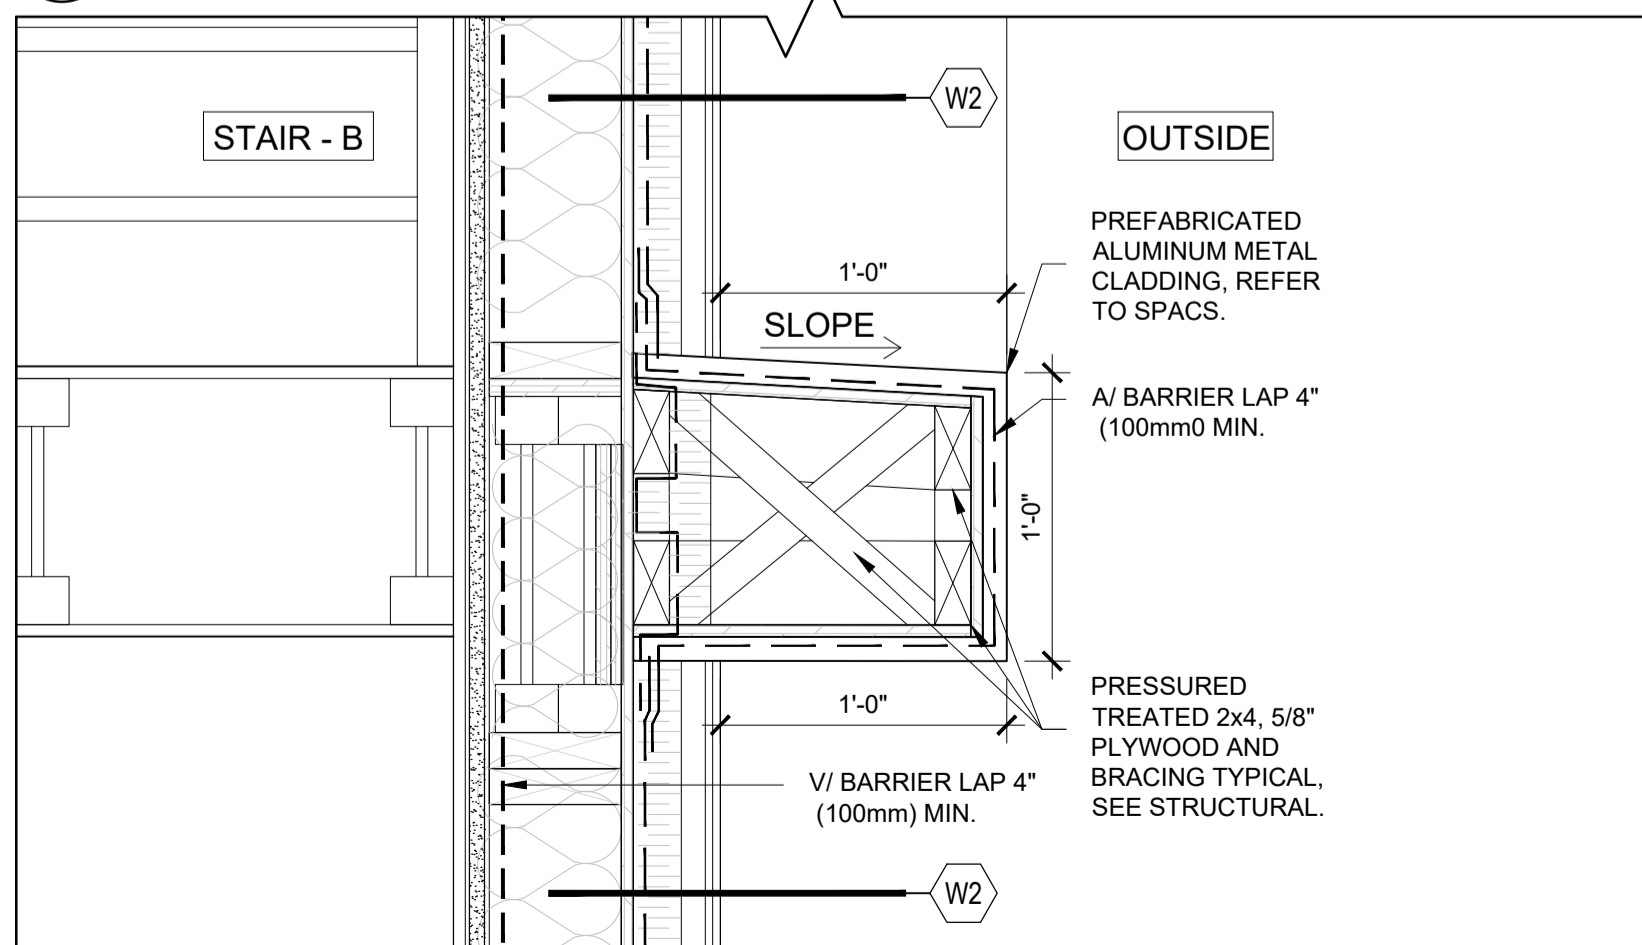 W2
STAIR - B
OUTSIDE
PREFABRICATED
ALUMINUM METAL
CLADDING, REFER
TO SPACS.
1'-0"
SLOPE
A/ BARRIER LAP 4"
(100mm0 MIN.
1'-0"
1'-0"
PRESSURED
TREATED 2x4, 5/8"
PLYWOOD AND
BRACING TYPICAL,
SEE STRUCTURAL.
V/ BARRIER LAP 4"
(100mm) MIN.
W2